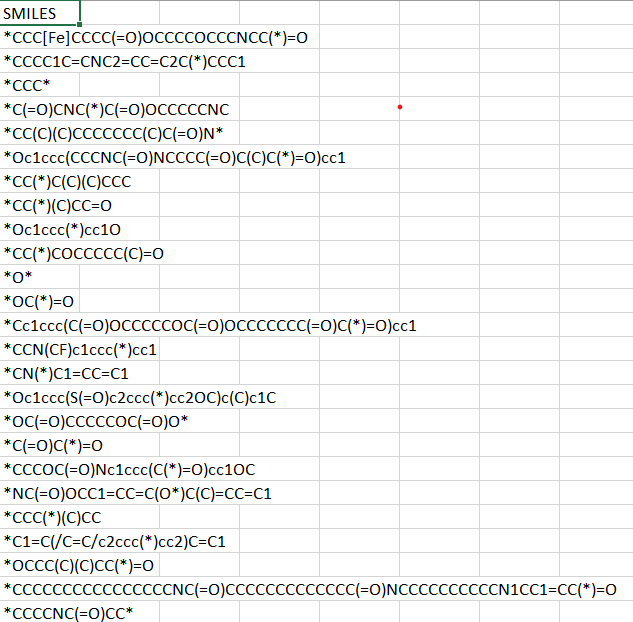 SMILES
*CCC[Fe]CCCC(=O)OCCCCOCCCNCC(*)=O
*CCCC1C=CNC2=CC=C2C(*)CCC1
*CCC*
*C(=O)CNC(*)C(=O)OCCCCCNC
*CC(C)(C)CCCCCCC(C)C(=O)N*
*Oc1ccc(CCCNC(=O)NCCCC(=O)C(C)C(*)=O)cc1
*CC(*)C(C)(C)CCC
*CC(*)(C)CC=O
*Oc1ccc(*)cc1O
*CC(*)COCCCCC(C)=O
*O*
*OC(*)=O
*Cc1ccc(C(=O)OCCCCCOC(=O)OCCCCCCC(=O)C(*)=O)cc1
*CCN(CF)c1ccc(*)cc1
*CN(*)C1=CC=C1
*Oc1ccc(S(=O)c2ccc(*)cc2OC)c(C)c1C
*OC(=O)CCCCCOC(=O)O*
*C(=O)C(*)=O
*CCCOC(=O)Nc1ccc(C(*)=O)cc1OC
*NC(=O)OCC1=CC=C(O*)C(C)=CC=C1
*CCC(*)(C)CC
*C1=C(/C=C/c2ccc(*)cc2)C=C1
*OCCC(C)(C)CC(*)=O
*CCCCCCCCCCCCCCCCNC(=O)CCCCCCCCCCCCC(=O)NCCCCCCCCCCN1CC1=CC(*)=O
*CCCCNC(=O)CC*